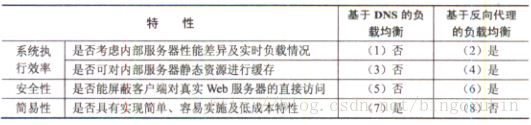 特 性
基于 DNS 的负载均衡
基于反向代理的负载均衡
系统执行效率
是否考虑内部服务器性能差异及实时负载情况
(1)否
(2)是
是否可对内部服务器静态资源进行缓存
(3)否
(4)是
安全性
是否能屏蔽客户端对真实 Web 服务器的直接访问
(5)否
(6)是
简易性
是否具有实现简单、容易实施及低成本特性
(7)是
(8)否